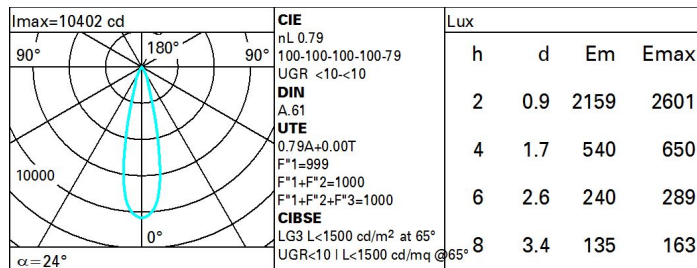 Imax=10402 cd
90° 180° 90°
10000
0°
α=24°
CIE
nL 0.79
100-100-100-100-79
UGR <10-<10
DIN
A.61
UTE
0.79A+0.00T
F"1=999
F"1+F"2=1000
F"1+F"2+F"3=1000
CIBSE
LG3 L<1500 cd/m² at 65°
UGR<10 | L<1500 cd/mq @65°
Lux
h d Em Emax
2 0.9 2159 2601
4 1.7 540 650
6 2.6 240 289
8 3.4 135 163